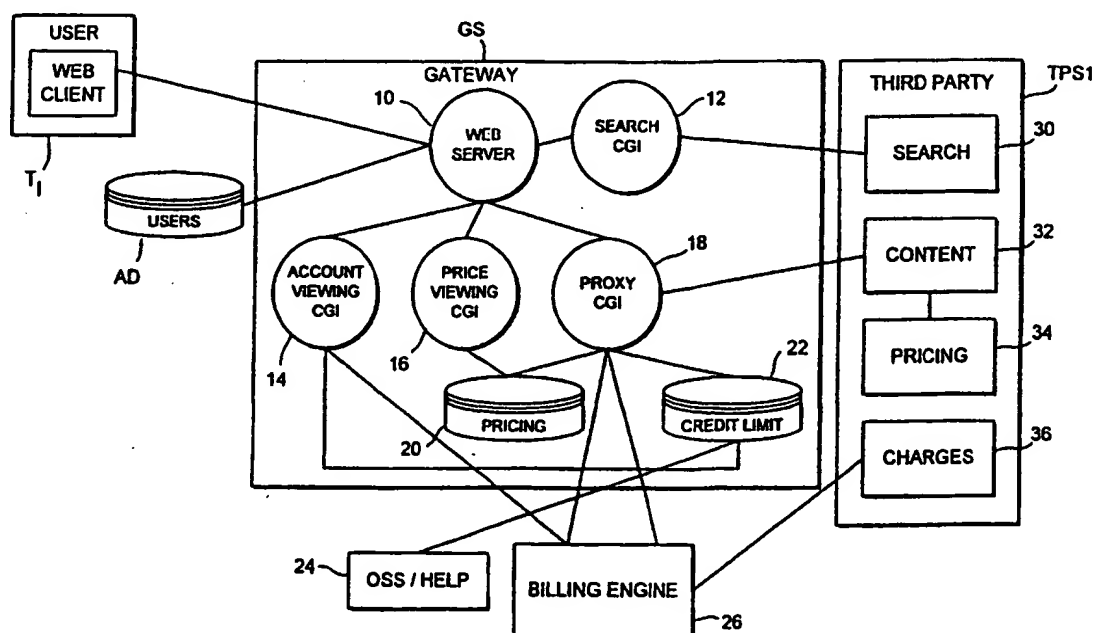 USER
WEB
CLIENT
T1
USERS
AD
GS
GATEWAY
10
WEB
SERVER
12
SEARCH
CGI
ACCOUNT
VIEWING
CGI
14
PRICE
VIEWING
CGI
16
18
PROXY
CGI
20
PRICING
22
CREDIT LIMIT
THIRD PARTY
TPS1
SEARCH
30
CONTENT
32
PRICING
34
CHARGES
36
24
OSS / HELP
BILLING ENGINE
26